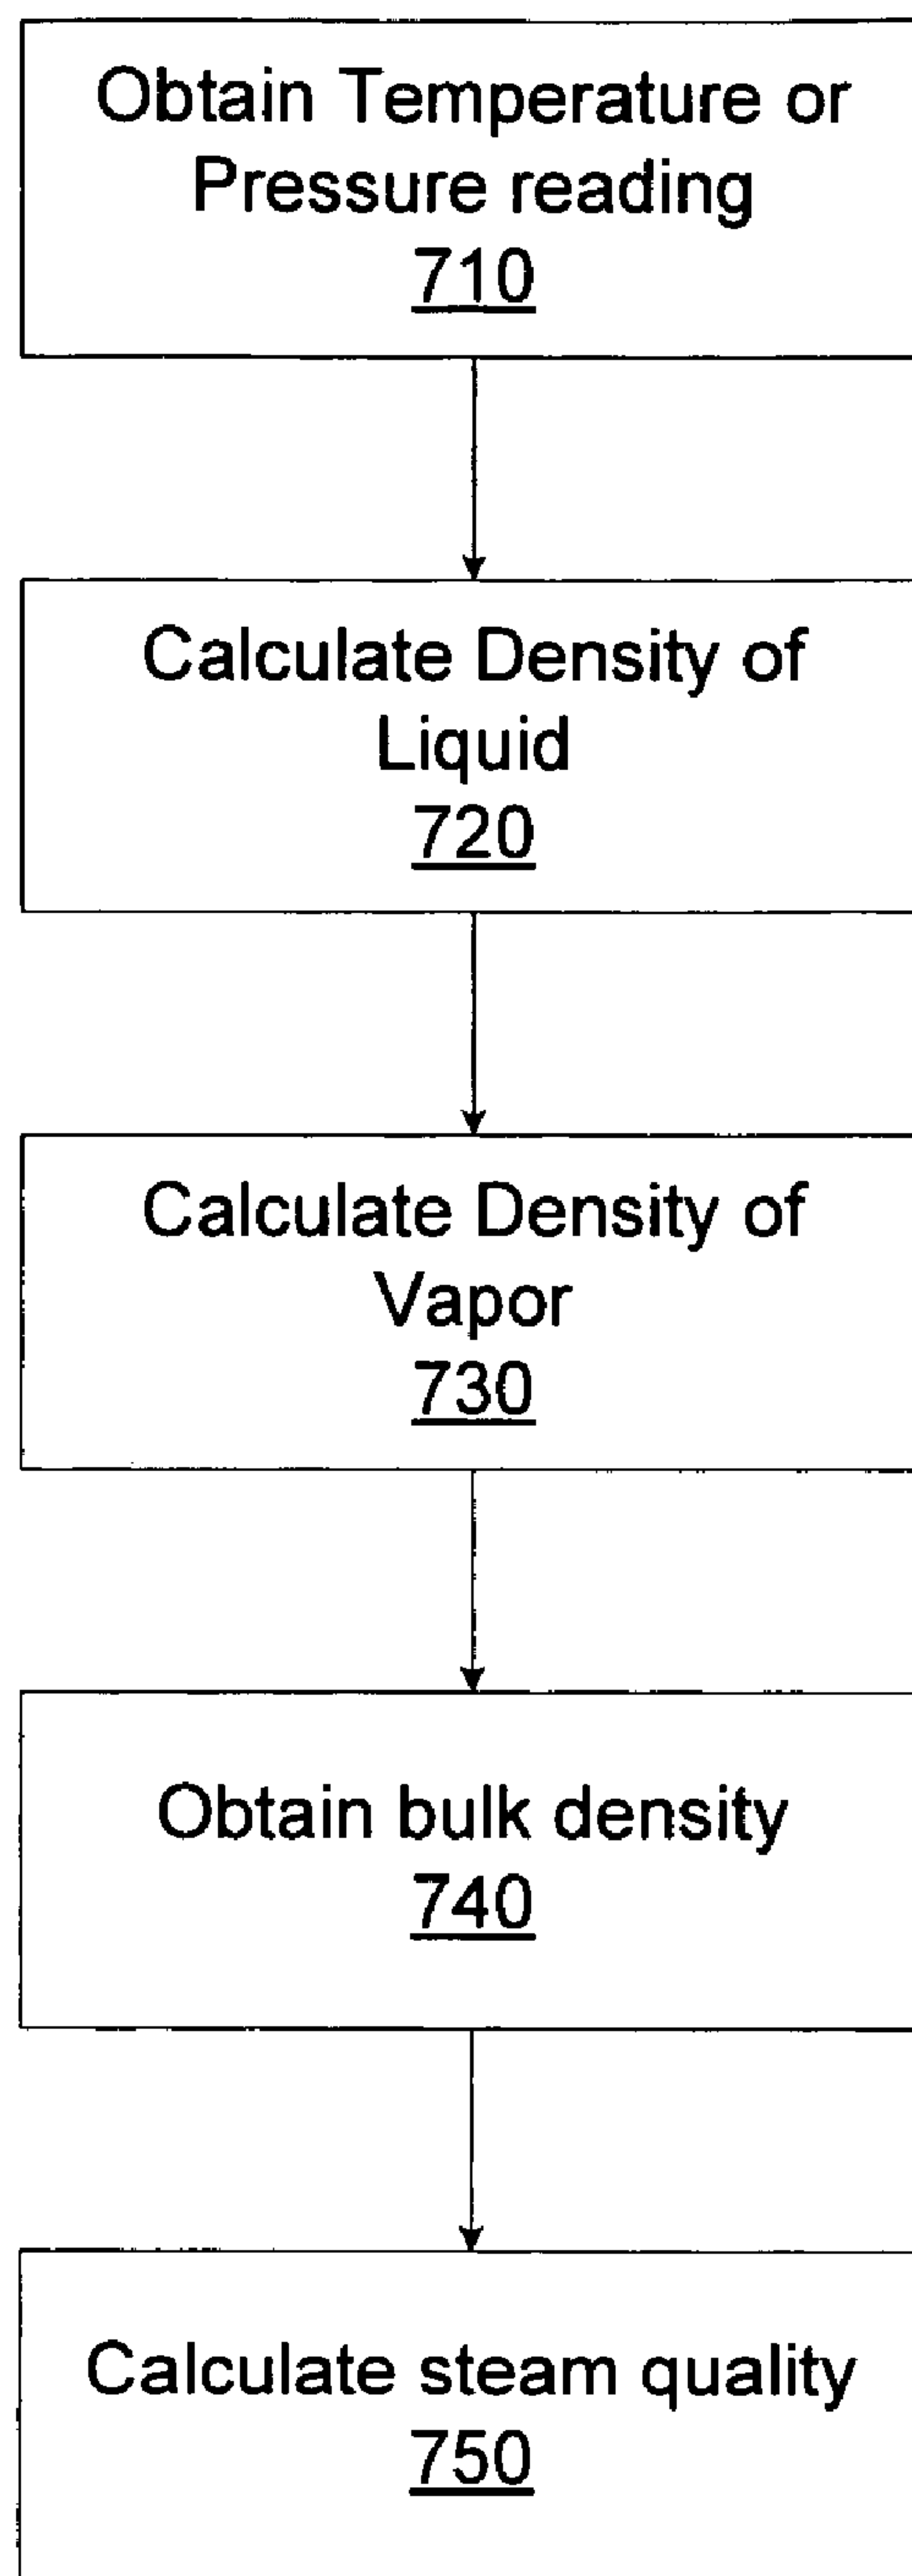 Obtain Temperature or
Pressure reading
710
Calculate Density of
Liquid
720
Calculate Density of
Vapor
730
Obtain bulk density
740
Calculate steam quality
750